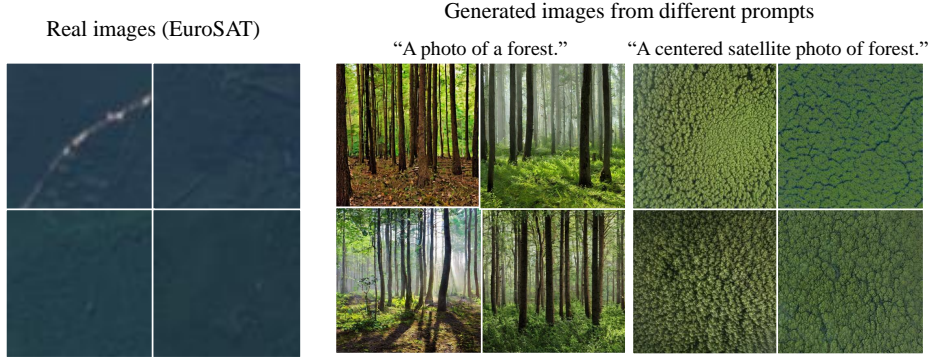 Real images (EuroSAT)
Generated images from different prompts
“A photo of a forest.”
“A centered satellite photo of forest.”